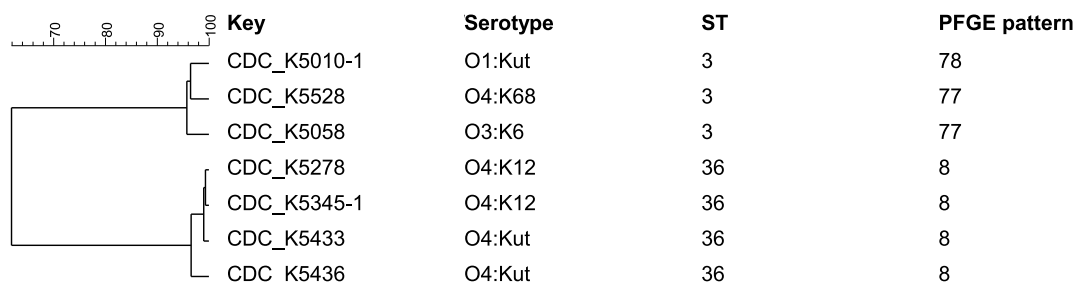 70 80 90 100 Key Serotype ST PFGE pattern
CDC_K5010-1 O1:Kut 3 78
CDC_K5528 O4:K68 3 77
CDC_K5058 O3:K6 3 77
CDC_K5278 O4:K12 36 8
CDC_K5345-1 O4:K12 36 8
CDC_K5433 O4:Kut 36 8
CDC_K5436 O4:Kut 36 8